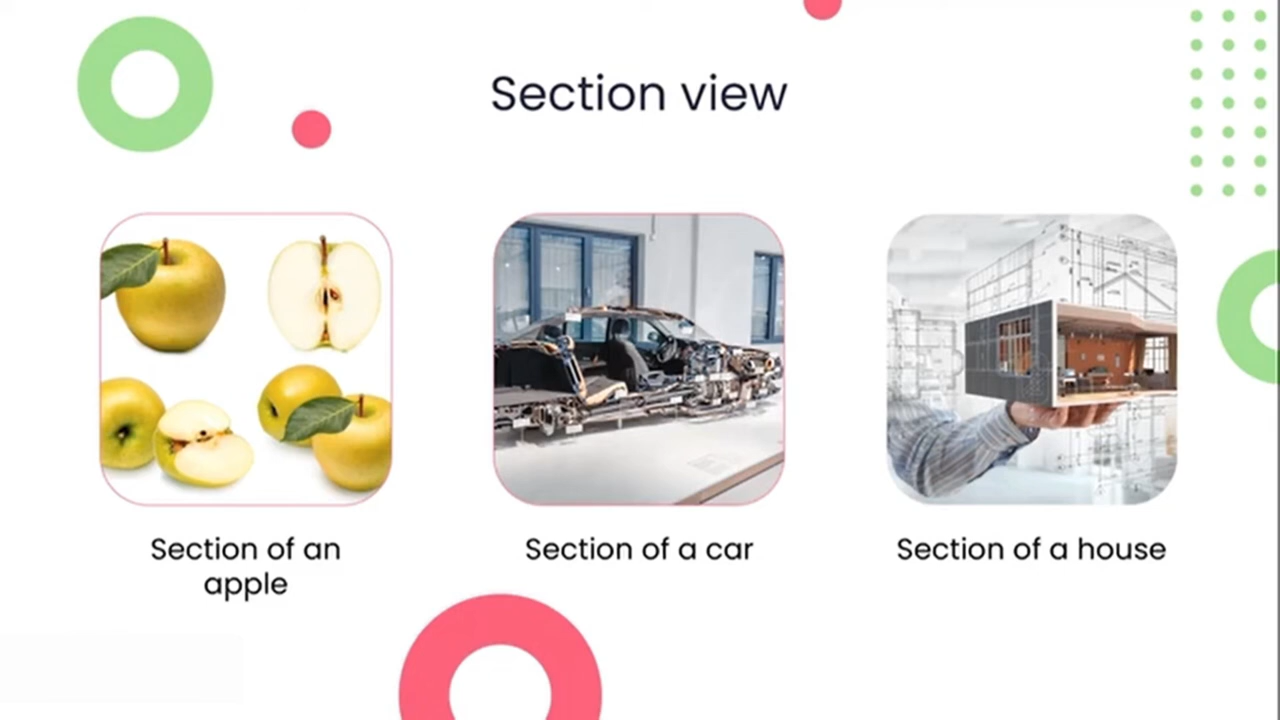 Section view
Section of an
apple
Section of a car
Section of a house